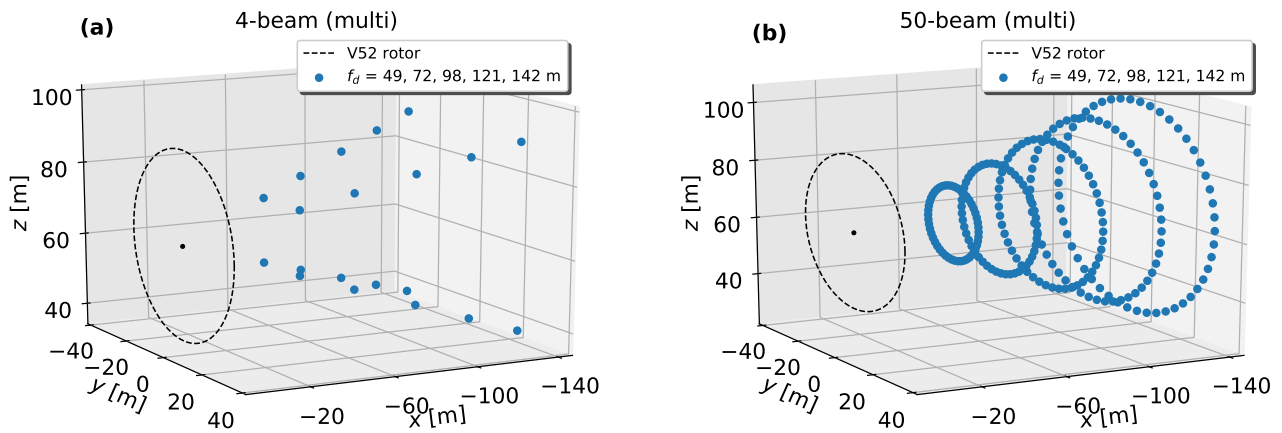 (a)
4-beam (multi)
V52 rotor
f_d = 49, 72, 98, 121, 142 m
100
80
60
40
z [m]
−40
−20
0
20
40
y [m]
−20
−60
−100
−140
x [m]
(b)
50-beam (multi)
V52 rotor
f_d = 49, 72, 98, 121, 142 m
100
80
60
40
z [m]
−40
−20
0
20
40
y [m]
−20
−60
−100
−140
x [m]